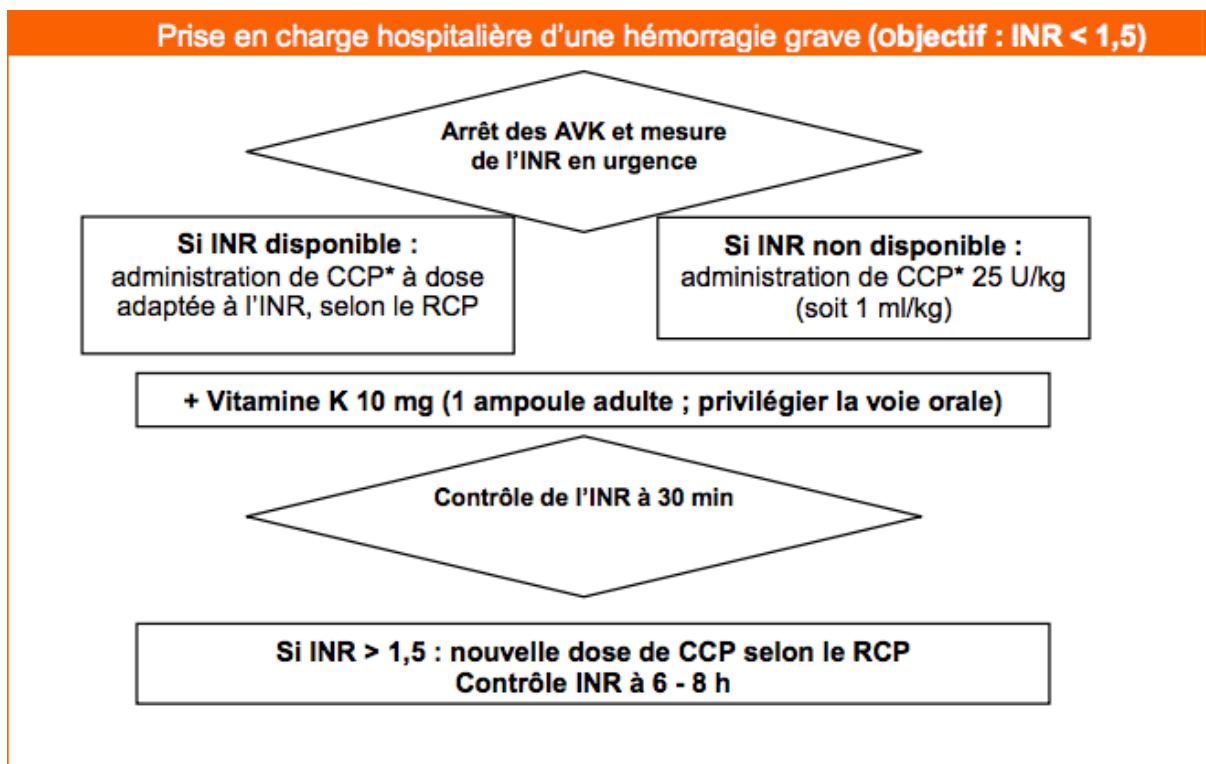 Prise en charge hospitalière d'une hémorragie grave (Objectif : INR < 1,5)
Arrêt des AVK et mesure
de l'INR en urgence
Si INR disponible :
administration de CCP* à dose
adaptée à l'INR, selon le RCP
Si INR non disponible :
administration de CCP* 25 U/kg
(soit 1 ml/kg)
+ Vitamine K 10 mg (1 ampoule adulte ; privilégier la voie orale)
Contrôle de l'INR à 30 min
Si INR > 1,5 : nouvelle dose de CCP selon le RCP
Contrôle INR à 6 - 8 h